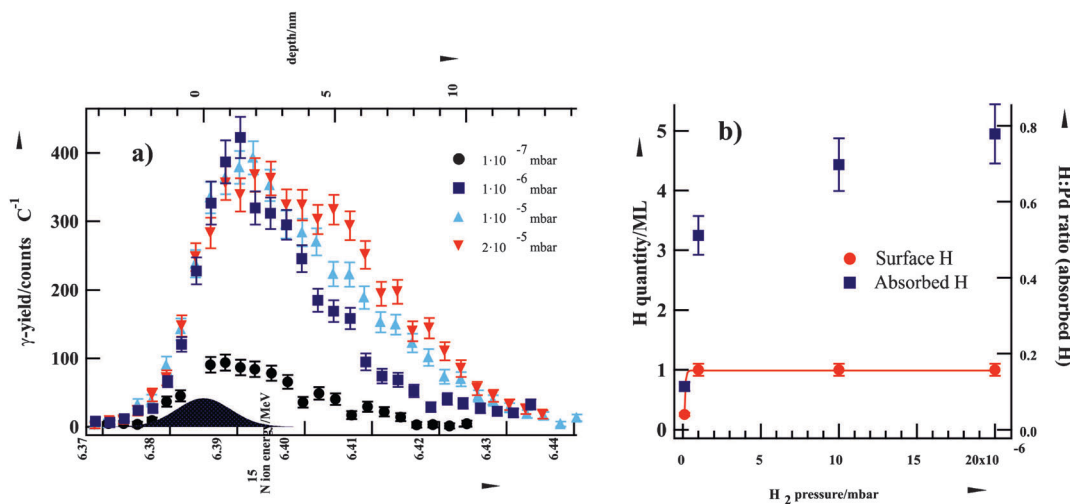 depth/nm
0
5
10
a)
1·10 -7 mbar
1·10 -6 mbar
1·10 -5 mbar
2·10 -5 mbar
400
300
200
100
0
γ-yield/counts C-1
6.37
6.38
6.39
6.40
6.41
6.42
6.43
6.44
15 N ion energy/MeV
b)
5
4
3
2
1
0
H quantity/ML
0.8
0.6
0.4
0.2
0.0
H:Pd ratio (absorbed H)
Surface H
Absorbed H
0
5
10
15
20x10 -6
H 2 pressure/mbar